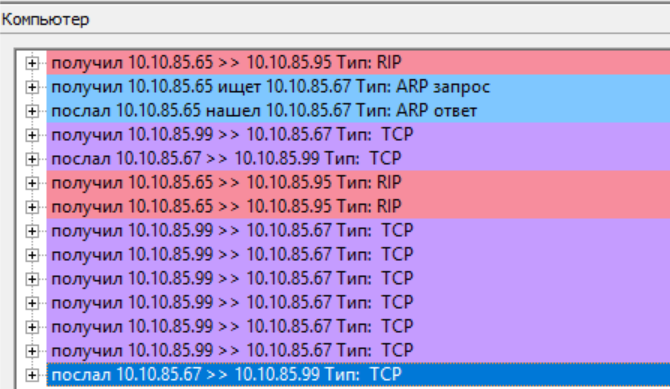 Компьютер
получил 10.10.85.65 >> 10.10.85.95 Тип: RIP
получил 10.10.85.65 ищет 10.10.85.67 Тип: ARP запрос
послал 10.10.85.65 нашел 10.10.85.67 Тип: ARP ответ
получил 10.10.85.99 >> 10.10.85.67 Тип: TCP
послал 10.10.85.67 >> 10.10.85.99 Тип: TCP
получил 10.10.85.65 >> 10.10.85.95 Тип: RIP
получил 10.10.85.65 >> 10.10.85.95 Тип: RIP
получил 10.10.85.99 >> 10.10.85.67 Тип: TCP
получил 10.10.85.99 >> 10.10.85.67 Тип: TCP
получил 10.10.85.99 >> 10.10.85.67 Тип: TCP
получил 10.10.85.99 >> 10.10.85.67 Тип: TCP
получил 10.10.85.99 >> 10.10.85.67 Тип: TCP
получил 10.10.85.99 >> 10.10.85.67 Тип: TCP
послал 10.10.85.67 >> 10.10.85.99 Тип: TCP